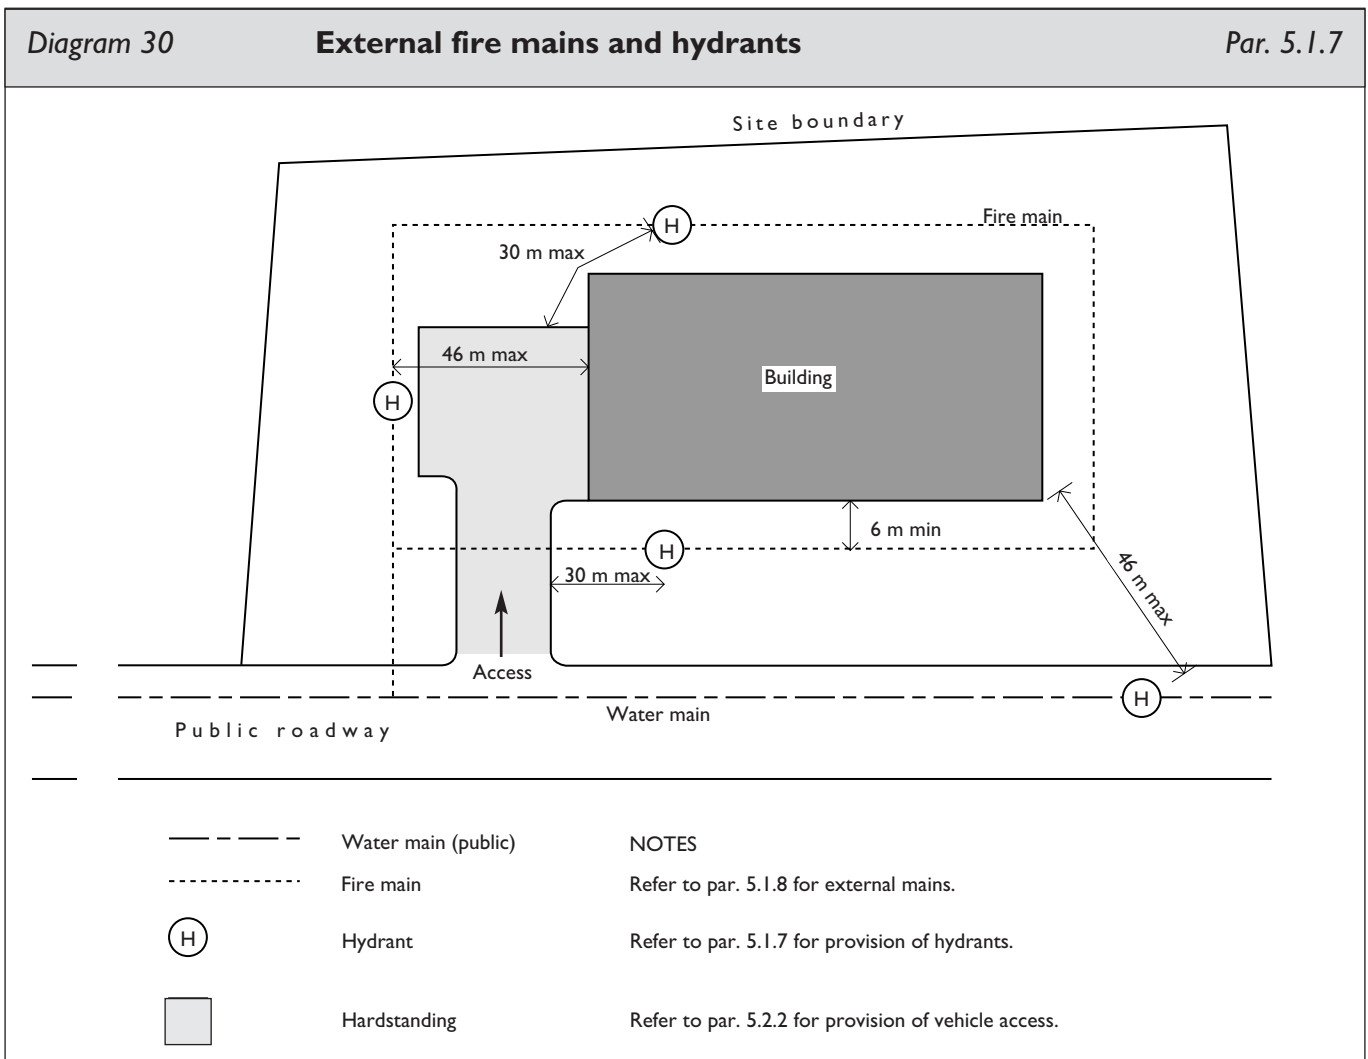 Diagram 30 External fire mains and hydrants Par. 5.1.7
Site boundary
Fire main
H
30 m max
46 m max
Building
H
6 m min
H
30 m max
46 m max
Access
H
Water main
Public roadway
Water main (public) NOTES
Fire main Refer to par. 5.1.8 for external mains.
H Hydrant Refer to par. 5.1.7 for provision of hydrants.
Hardstanding Refer to par. 5.2.2 for provision of vehicle access.